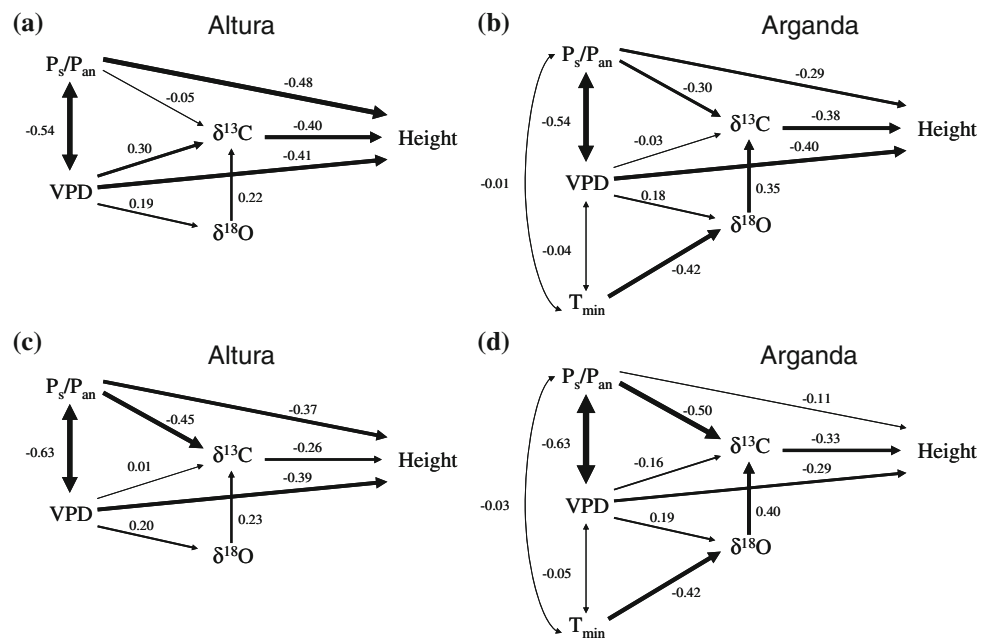 (a) Altura
Ps/Pan
-0.48
-0.05
-0.54
δ13C
-0.40
Height
0.30
-0.41
VPD
0.19
0.22
δ18O
(b) Arganda
Ps/Pan
-0.29
-0.30
-0.54
δ13C
-0.38
Height
-0.03
-0.40
-0.01
VPD
0.18
0.35
δ18O
-0.04
-0.42
Tmin
(c) Altura
Ps/Pan
-0.37
-0.45
-0.63
δ13C
-0.26
Height
0.01
-0.39
VPD
0.20
0.23
δ18O
(d) Arganda
Ps/Pan
-0.11
-0.50
-0.63
δ13C
-0.33
Height
-0.16
-0.29
-0.03
VPD
0.19
0.40
δ18O
-0.05
-0.42
Tmin